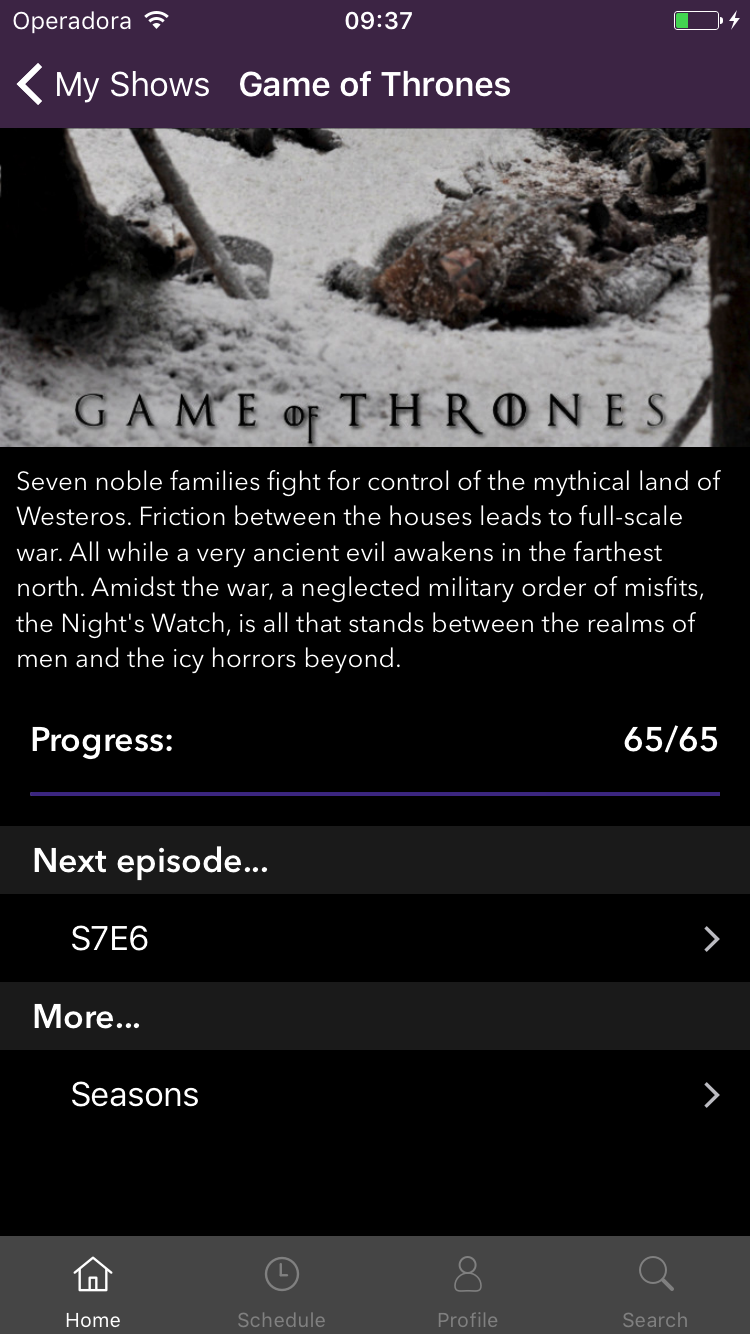 Operadora 09:37
My Shows Game of Thrones
GAME OF THRONES
Seven noble families fight for control of the mythical land of
Westeros. Friction between the houses leads to full-scale
war. All while a very ancient evil awakens in the farthest
north. Amidst the war, a neglected military order of misfits,
the Night's Watch, is all that stands between the realms of
men and the icy horrors beyond.
Progress: 65/65
Next episode...
S7E6
More...
Seasons
Home Schedule Profile Search